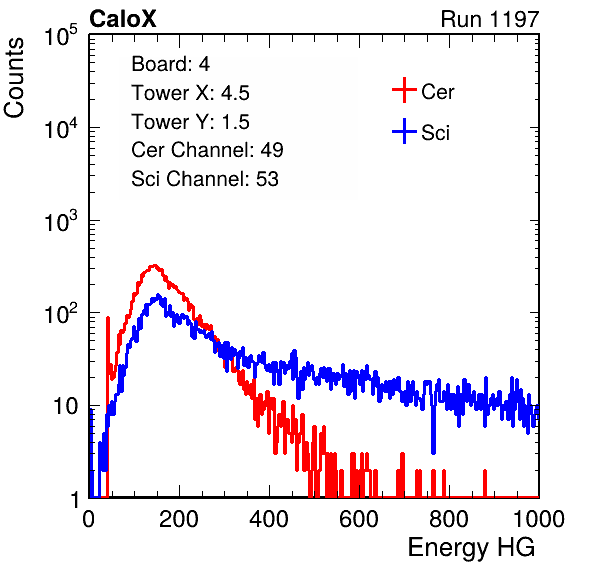 CaloX Run 1197
Counts
10^5
10^4
10^3
10^2
10
1
Board: 4
Tower X: 4.5
Tower Y: 1.5
Cer Channel: 49
Sci Channel: 53
Cer
Sci
0 200 400 600 800 1000
Energy HG